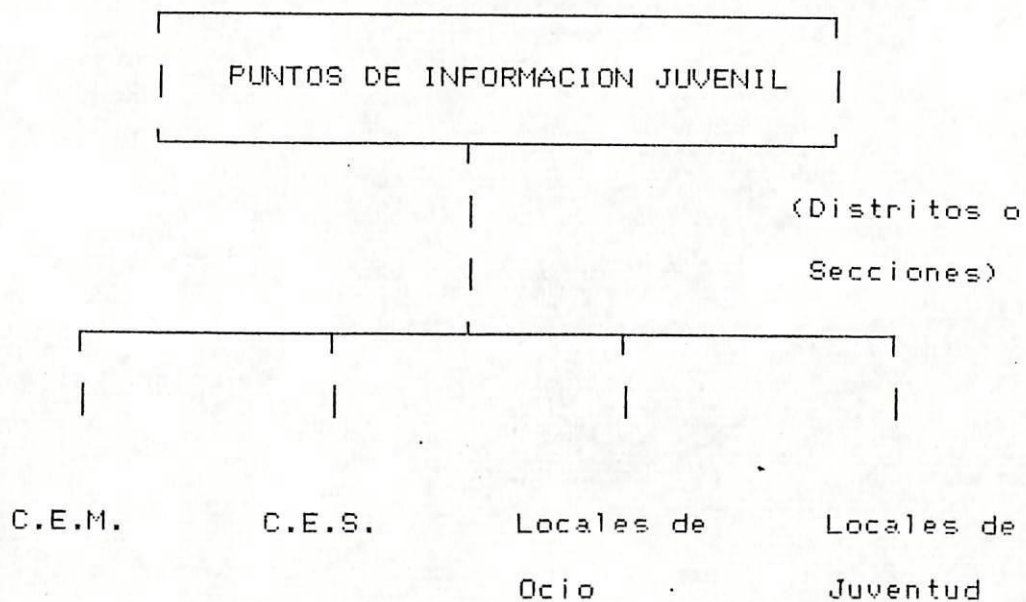 PUNTOS DE INFORMACION JUVENIL
(Distritos o
Secciones)
C.E.M.
C.E.S.
Locales de
Ocio
Locales de
Juventud